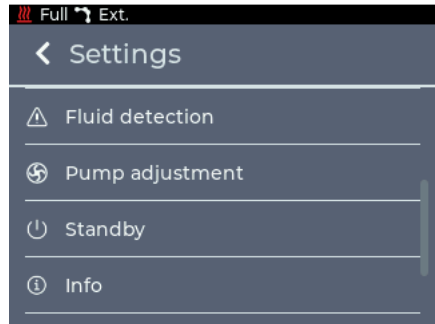 Full Ext.
Settings
Fluid detection
Pump adjustment
Standby
Info